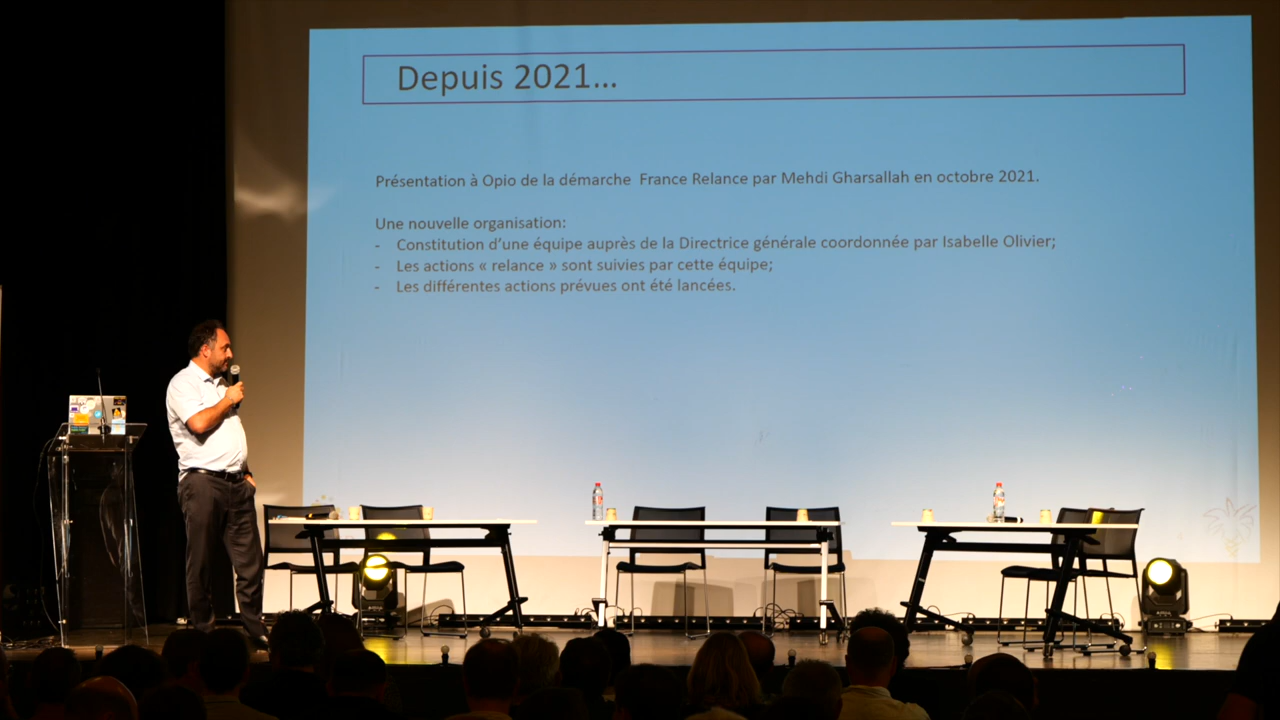 Depuis 2021...
Présentation à Opio de la démarche France Relance par Mehdi Gharsallah en octobre 2021.
Une nouvelle organisation:
- Constitution d'une équipe auprès de la Directrice générale coordonnée par Isabelle Olivier;
- Les actions « relance » sont suivies par cette équipe;
- Les différentes actions prévues ont été lancées.